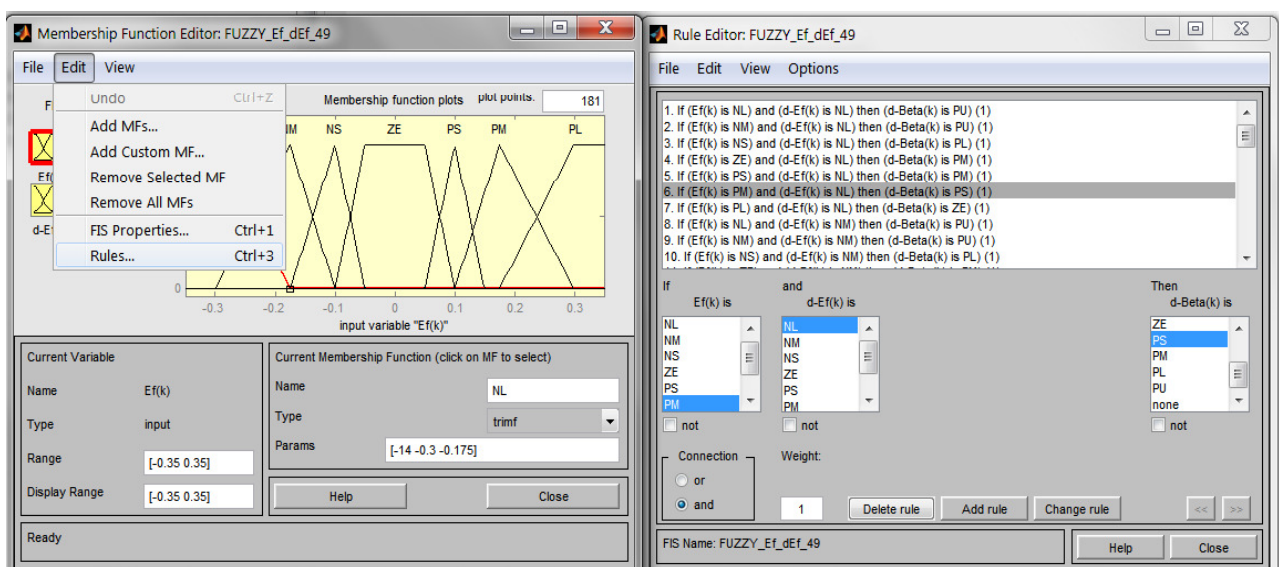 Membership Function Editor: FUZZY_Ef_dEf_49
File Edit View
Undo Ctrl+Z
Add MFs...
Add Custom MF...
Remove Selected MF
Remove All MFs
FIS Properties... Ctrl+1
Rules... Ctrl+3
Membership function plots plot points: 181
NS ZE PS PM PL
0
-0.3 -0.2 -0.1 0 0.1 0.2 0.3
input variable "Ef(k)"
Current Variable
Name Ef(k)
Type input
Range [-0.35 0.35]
Display Range [-0.35 0.35]
Current Membership Function (click on MF to select)
Name NL
Type trimf
Params [-14 -0.3 -0.175]
Help Close
Ready
Rule Editor: FUZZY_Ef_dEf_49
File Edit View Options
1. If (Ef(k) is NL) and (d-Ef(k) is NL) then (d-Beta(k) is PU) (1)
2. If (Ef(k) is NM) and (d-Ef(k) is NL) then (d-Beta(k) is PU) (1)
3. If (Ef(k) is NS) and (d-Ef(k) is NL) then (d-Beta(k) is PL) (1)
4. If (Ef(k) is ZE) and (d-Ef(k) is NL) then (d-Beta(k) is PM) (1)
5. If (Ef(k) is PS) and (d-Ef(k) is NL) then (d-Beta(k) is PM) (1)
6. If (Ef(k) is PM) and (d-Ef(k) is NL) then (d-Beta(k) is PS) (1)
7. If (Ef(k) is PL) and (d-Ef(k) is NL) then (d-Beta(k) is ZE) (1)
8. If (Ef(k) is NL) and (d-Ef(k) is NM) then (d-Beta(k) is PU) (1)
9. If (Ef(k) is NM) and (d-Ef(k) is NM) then (d-Beta(k) is PU) (1)
10. If (Ef(k) is NS) and (d-Ef(k) is NM) then (d-Beta(k) is PL) (1)
If and Then
Ef(k) is d-Ef(k) is d-Beta(k) is
NL NL ZE
NM NM PS
NS NS PM
ZE ZE PL
PS PS PU
PM PM none
not not not
Connection Weight:
or
and 1 Delete rule Add rule Change rule << >>
FIS Name: FUZZY_Ef_dEf_49 Help Close